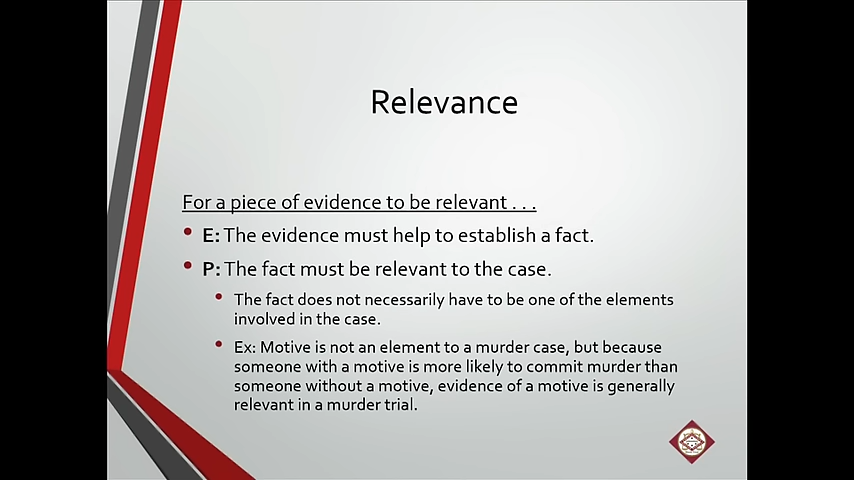 Relevance
For a piece of evidence to be relevant . . .
• E: The evidence must help to establish a fact.
• P: The fact must be relevant to the case.
• The fact does not necessarily have to be one of the elements
involved in the case.
• Ex: Motive is not an element to a murder case, but because
someone with a motive is more likely to commit murder than
someone without a motive, evidence of a motive is generally
relevant in a murder trial.